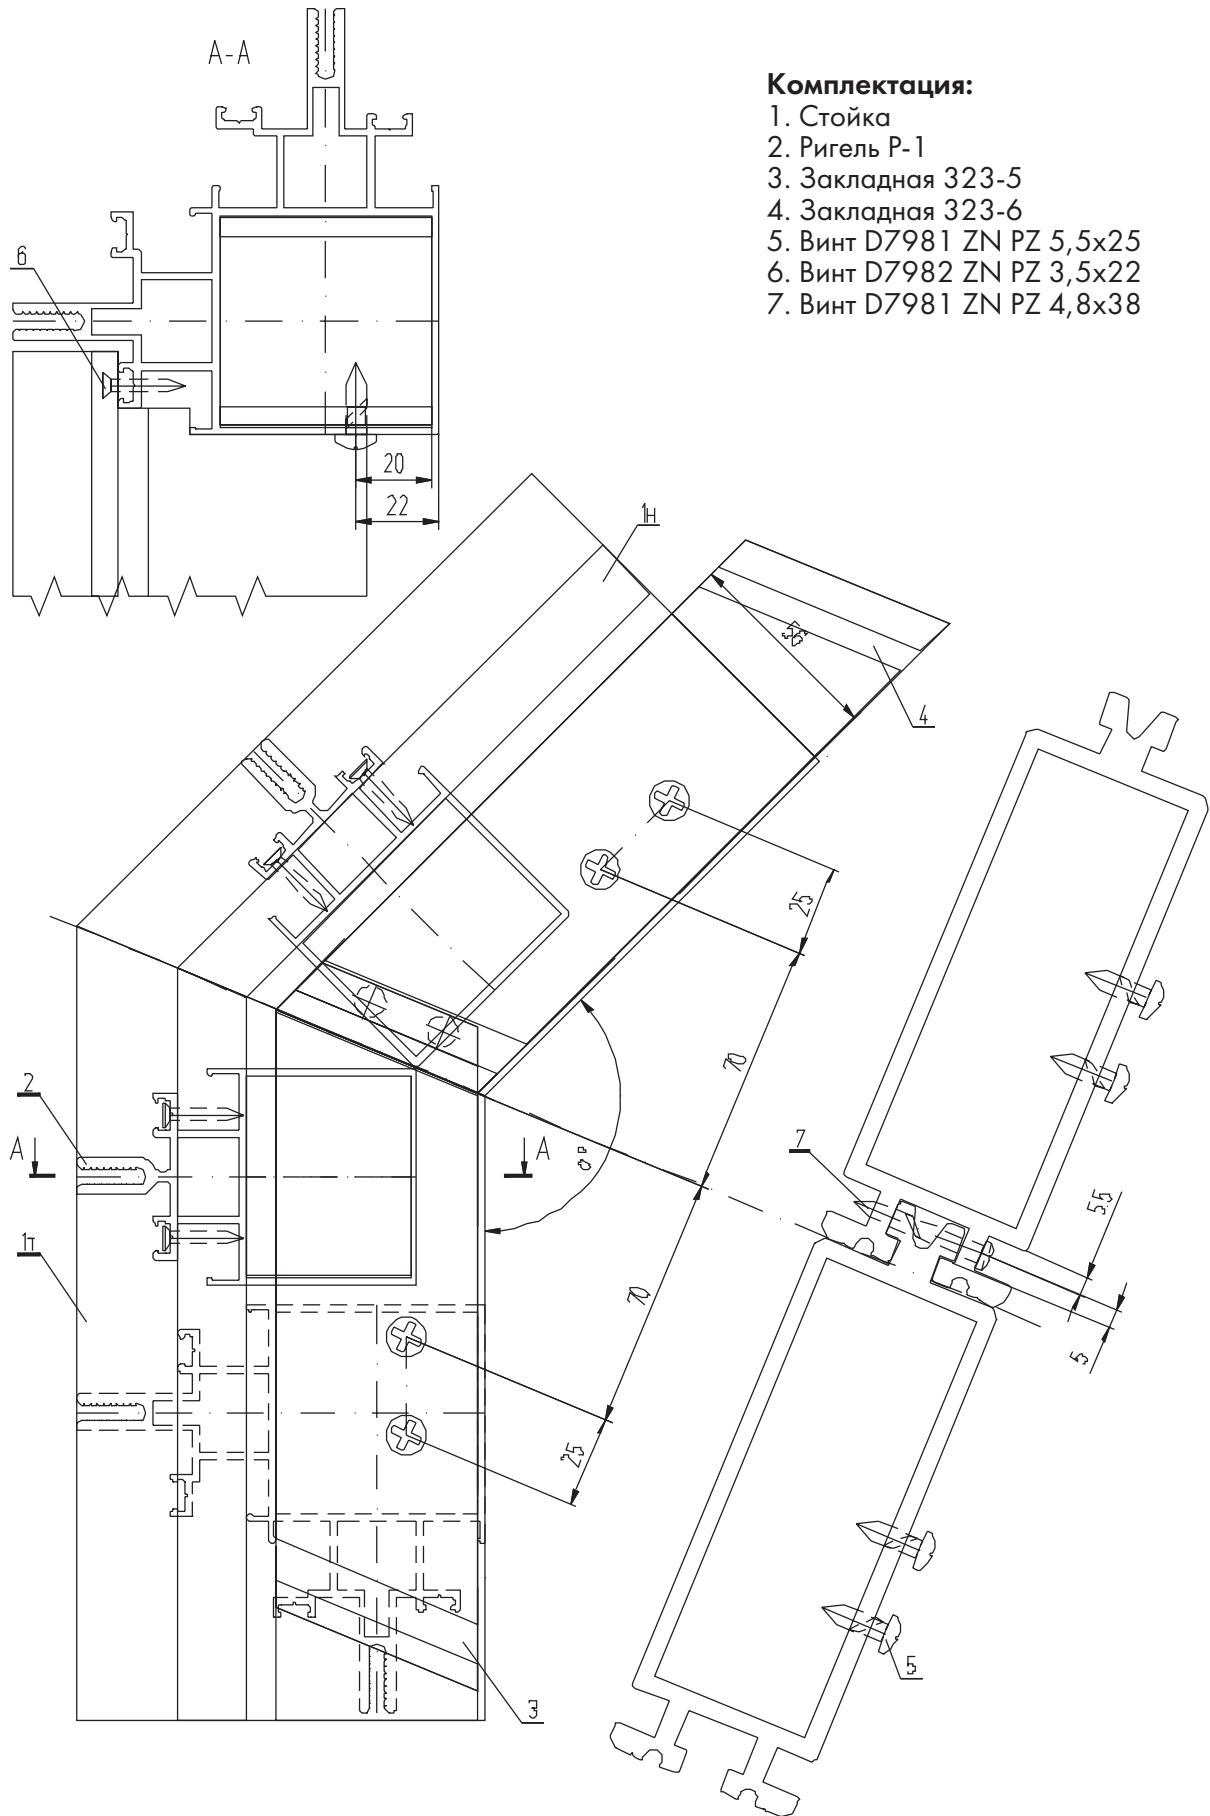 A-A
Комплектация:
1. Стойка
2. Ригель Р-1
3. Закладная 323-5
4. Закладная 323-6
5. Винт D7981 ZN PZ 5,5x25
6. Винт D7982 ZN PZ 3,5x22
7. Винт D7981 ZN PZ 4,8x38
6
20
22
1н
4
25
70
2
A
A
7
5,5
1т
70
5
25
5
3